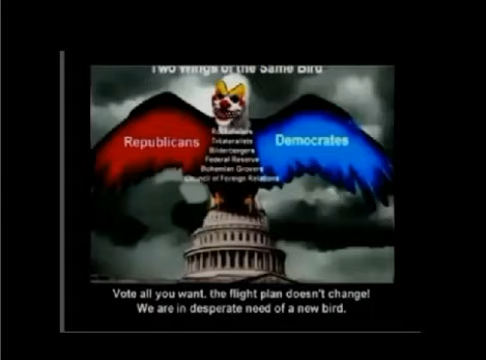 Two Wings of the Same Bird
Republicans
Democrates
Trilateralists
Bilderbergers
Federal Reserve
Bohemian Grovers
Council of Foreign Relations
Vote all you want, the flight plan doesn't change!
We are in desperate need of a new bird.